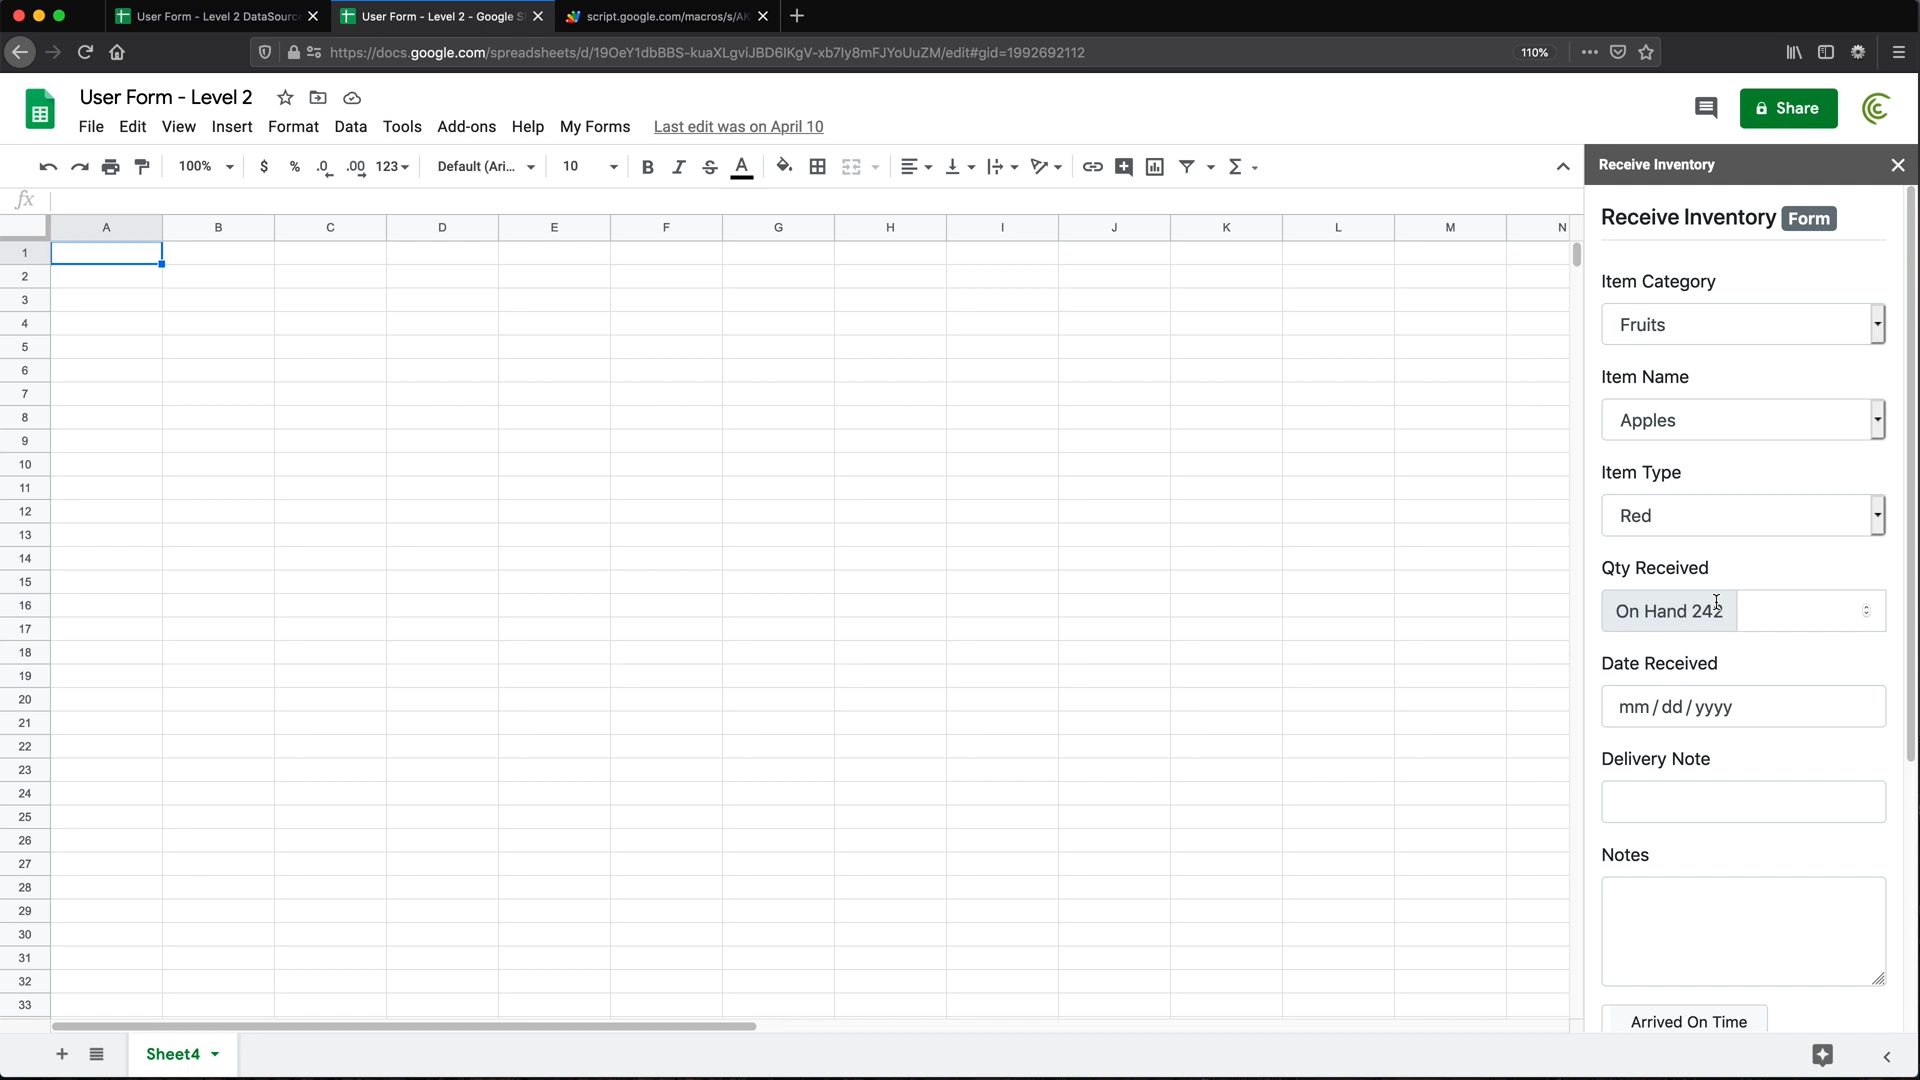 User Form - Level 2 DataSourc
User Form - Level 2 - Google S
script.google.com/macros/s/AK
https://docs.google.com/spreadsheets/d/19OeY1dbBBS-kuaXLgviJBD6IKgV-xb7Iy8mFJYoUuZM/edit#gid=1992692112
110%
User Form - Level 2
Share
File Edit View Insert Format Data Tools Add-ons Help My Forms Last edit was on April 10
100% $ % .0 .00 123 Default (Ari... 10 B I S A Σ
fx
A B C D E F G H I J K L M N
1
2
3
4
5
6
7
8
9
10
11
12
13
14
15
16
17
18
19
20
21
22
23
24
25
26
27
28
29
30
31
32
33
Sheet4
Receive Inventory
Receive Inventory Form
Item Category
Fruits
Item Name
Apples
Item Type
Red
Qty Received
On Hand 242
Date Received
mm / dd / yyyy
Delivery Note
Notes
Arrived On Time